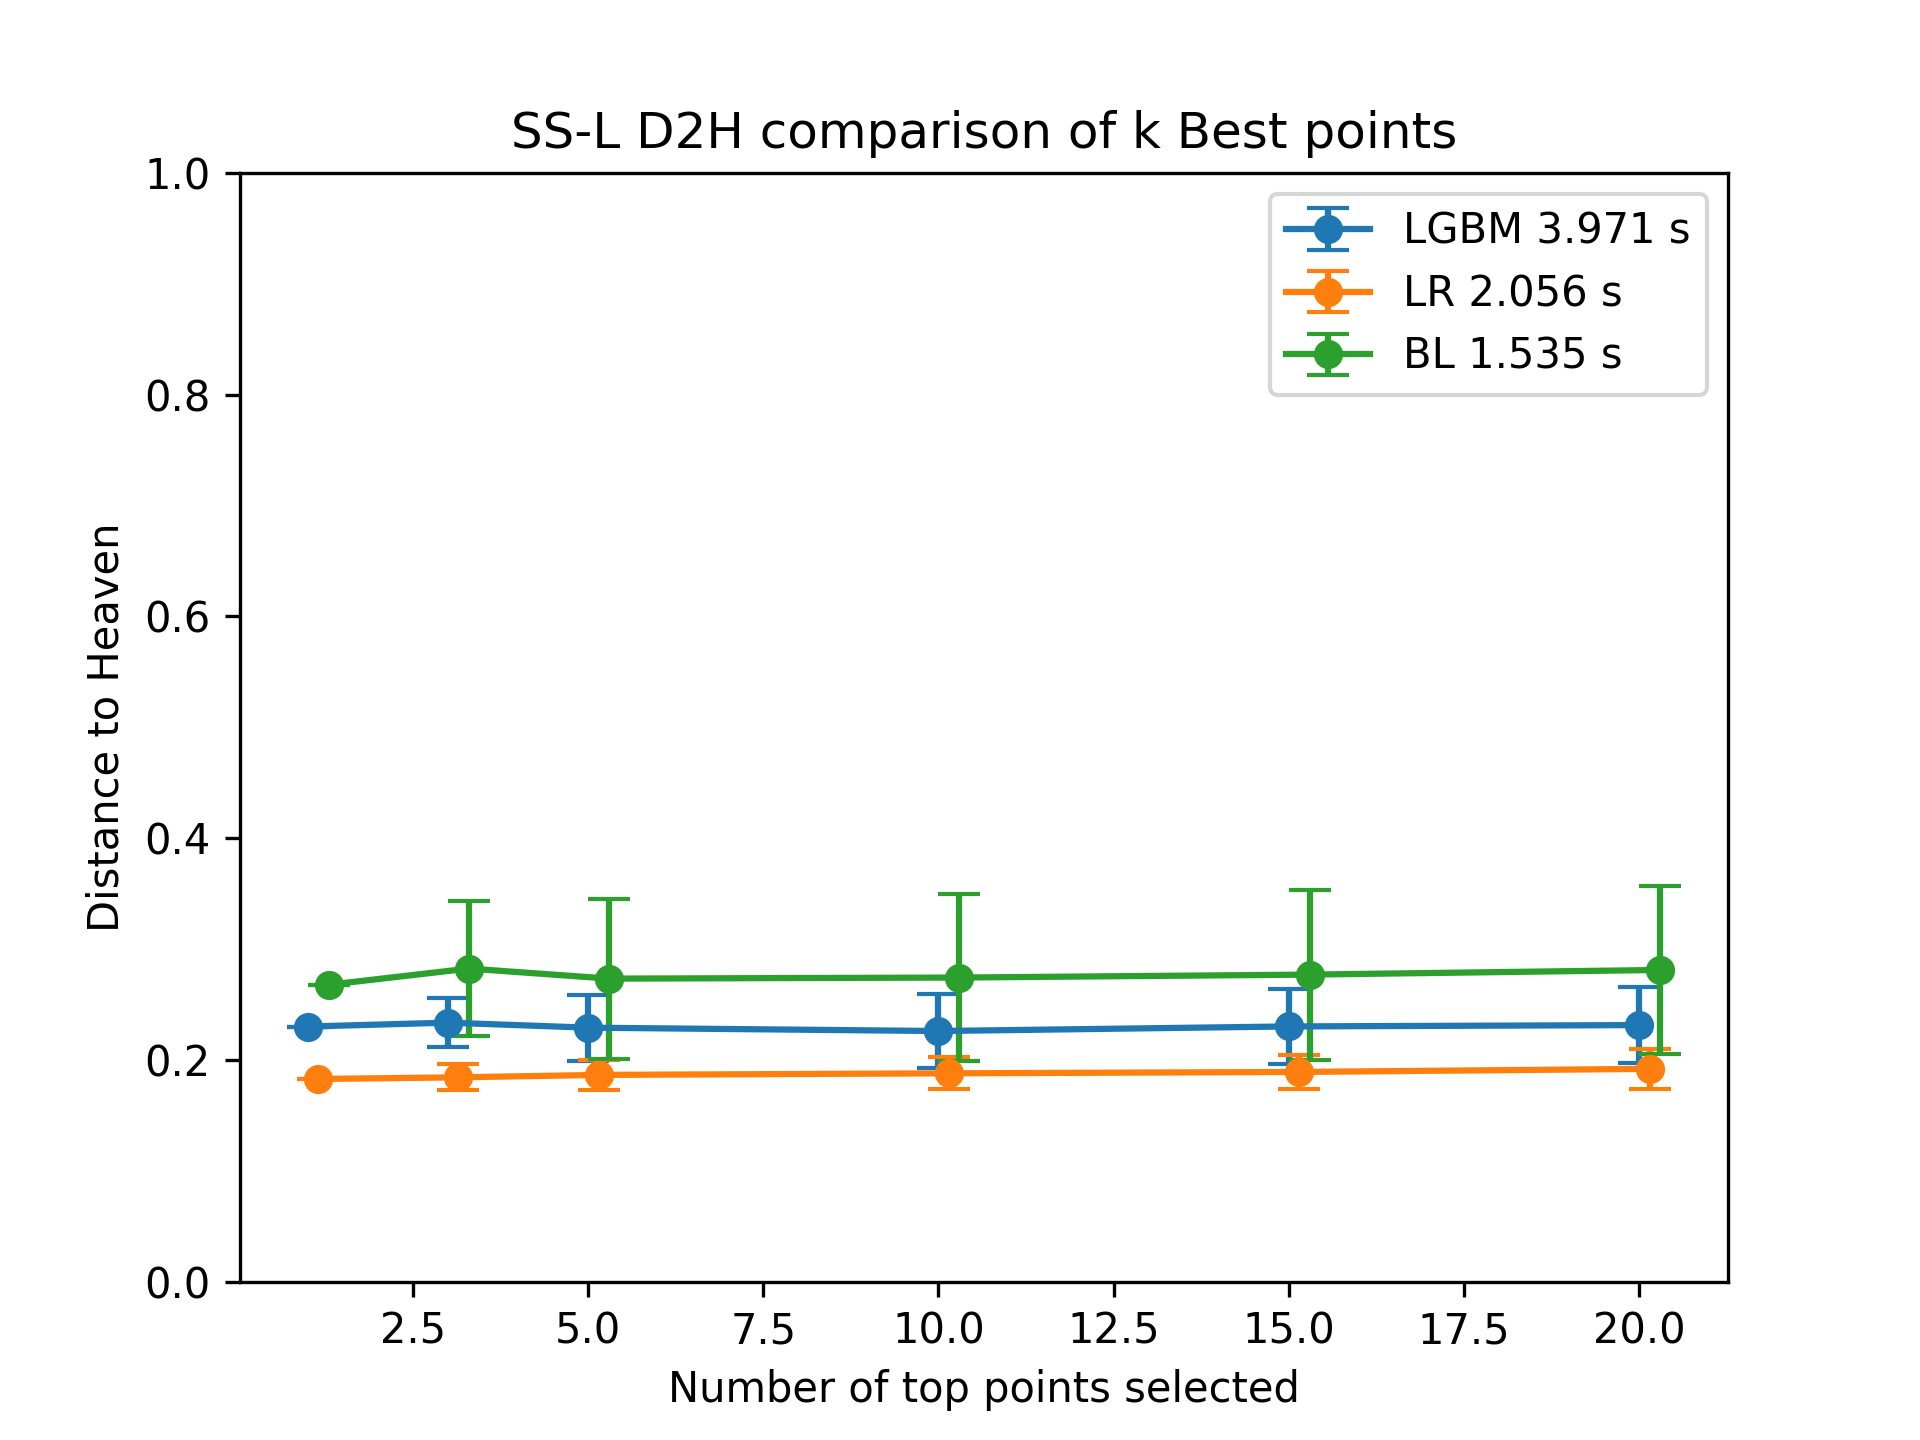 SS-L D2H comparison of k Best points
LGBM 3.971 s
LR 2.056 s
BL 1.535 s
1.0
0.8
0.6
0.4
0.2
0.0
Distance to Heaven
2.5 5.0 7.5 10.0 12.5 15.0 17.5 20.0
Number of top points selected